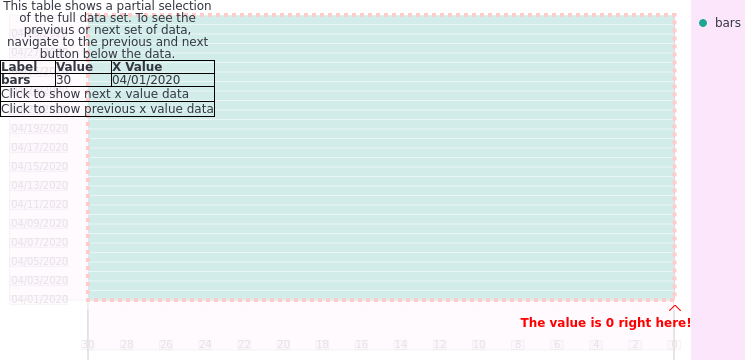 This table shows a partial selection
of the full data set. To see the
previous or next set of data,
navigate to the previous and next
button below the data.
Label Value X Value
bars 30 04/01/2020
Click to show next x value data
Click to show previous x value data
bars
04/19/2020
04/17/2020
04/15/2020
04/13/2020
04/11/2020
04/09/2020
04/07/2020
04/05/2020
04/03/2020
04/01/2020
The value is 0 right here!
30 28 26 24 22 20 18 16 14 12 10 8 6 4 2 0